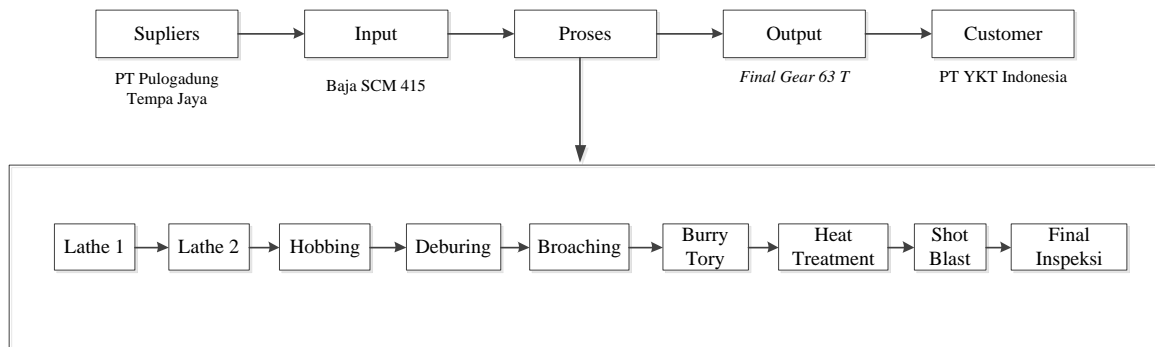 Supliers
Input
Proses
Output
Customer
PT Pulogadung
Tempa Jaya
Baja SCM 415
Final Gear 63 T
PT YKT Indonesia
Lathe 1
Lathe 2
Hobbing
Deburing
Broaching
Burry
Tory
Heat
Treatment
Shot
Blast
Final
Inspeksi